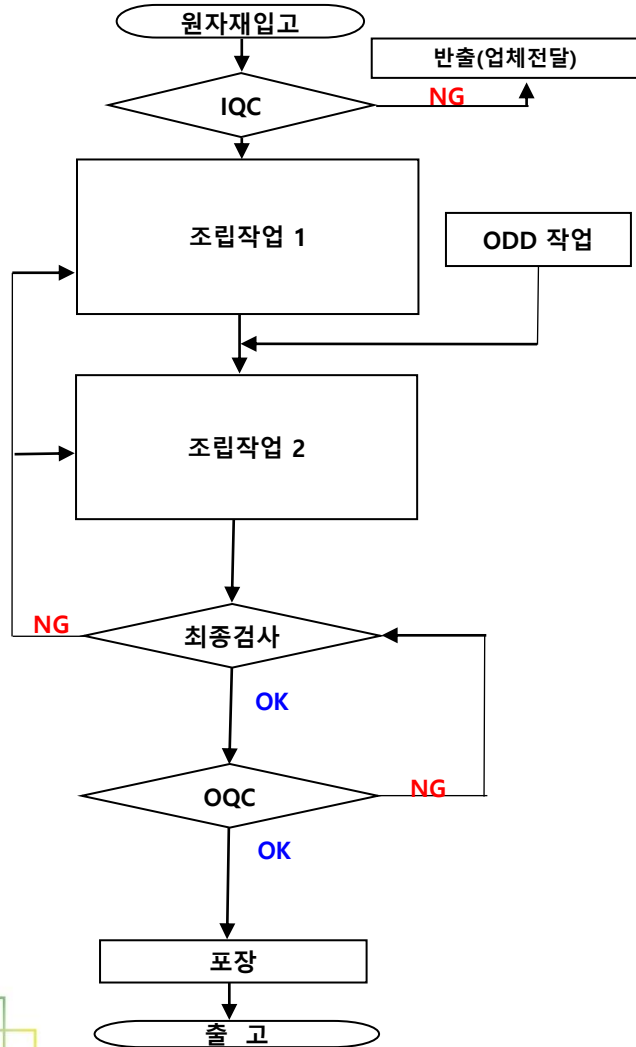 원자재입고
반출(업체전달)
IQC
NG
조립작업 1
ODD 작업
조립작업 2
NG
최종검사
OK
OQC
NG
OK
포장
출 고